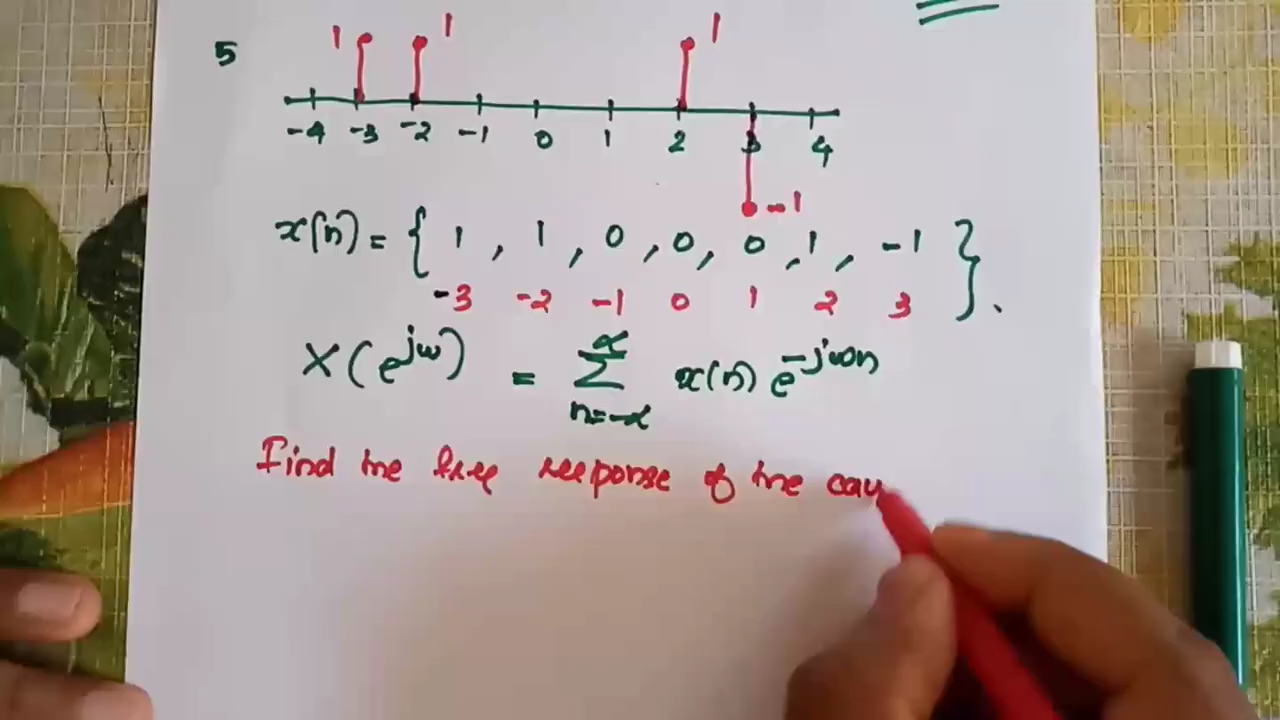 5
1 1 1
-4 -3 -2 -1 0 1 2 3 4
-1
x(n) = { 1 , 1 , 0 , 0 , 0 , 1 , -1 } .
-3 -2 -1 0 1 2 3
X(e^jω) = Σ_{n=-∞}^{∞} x(n) e^-jωn
Find the freq response of the cau